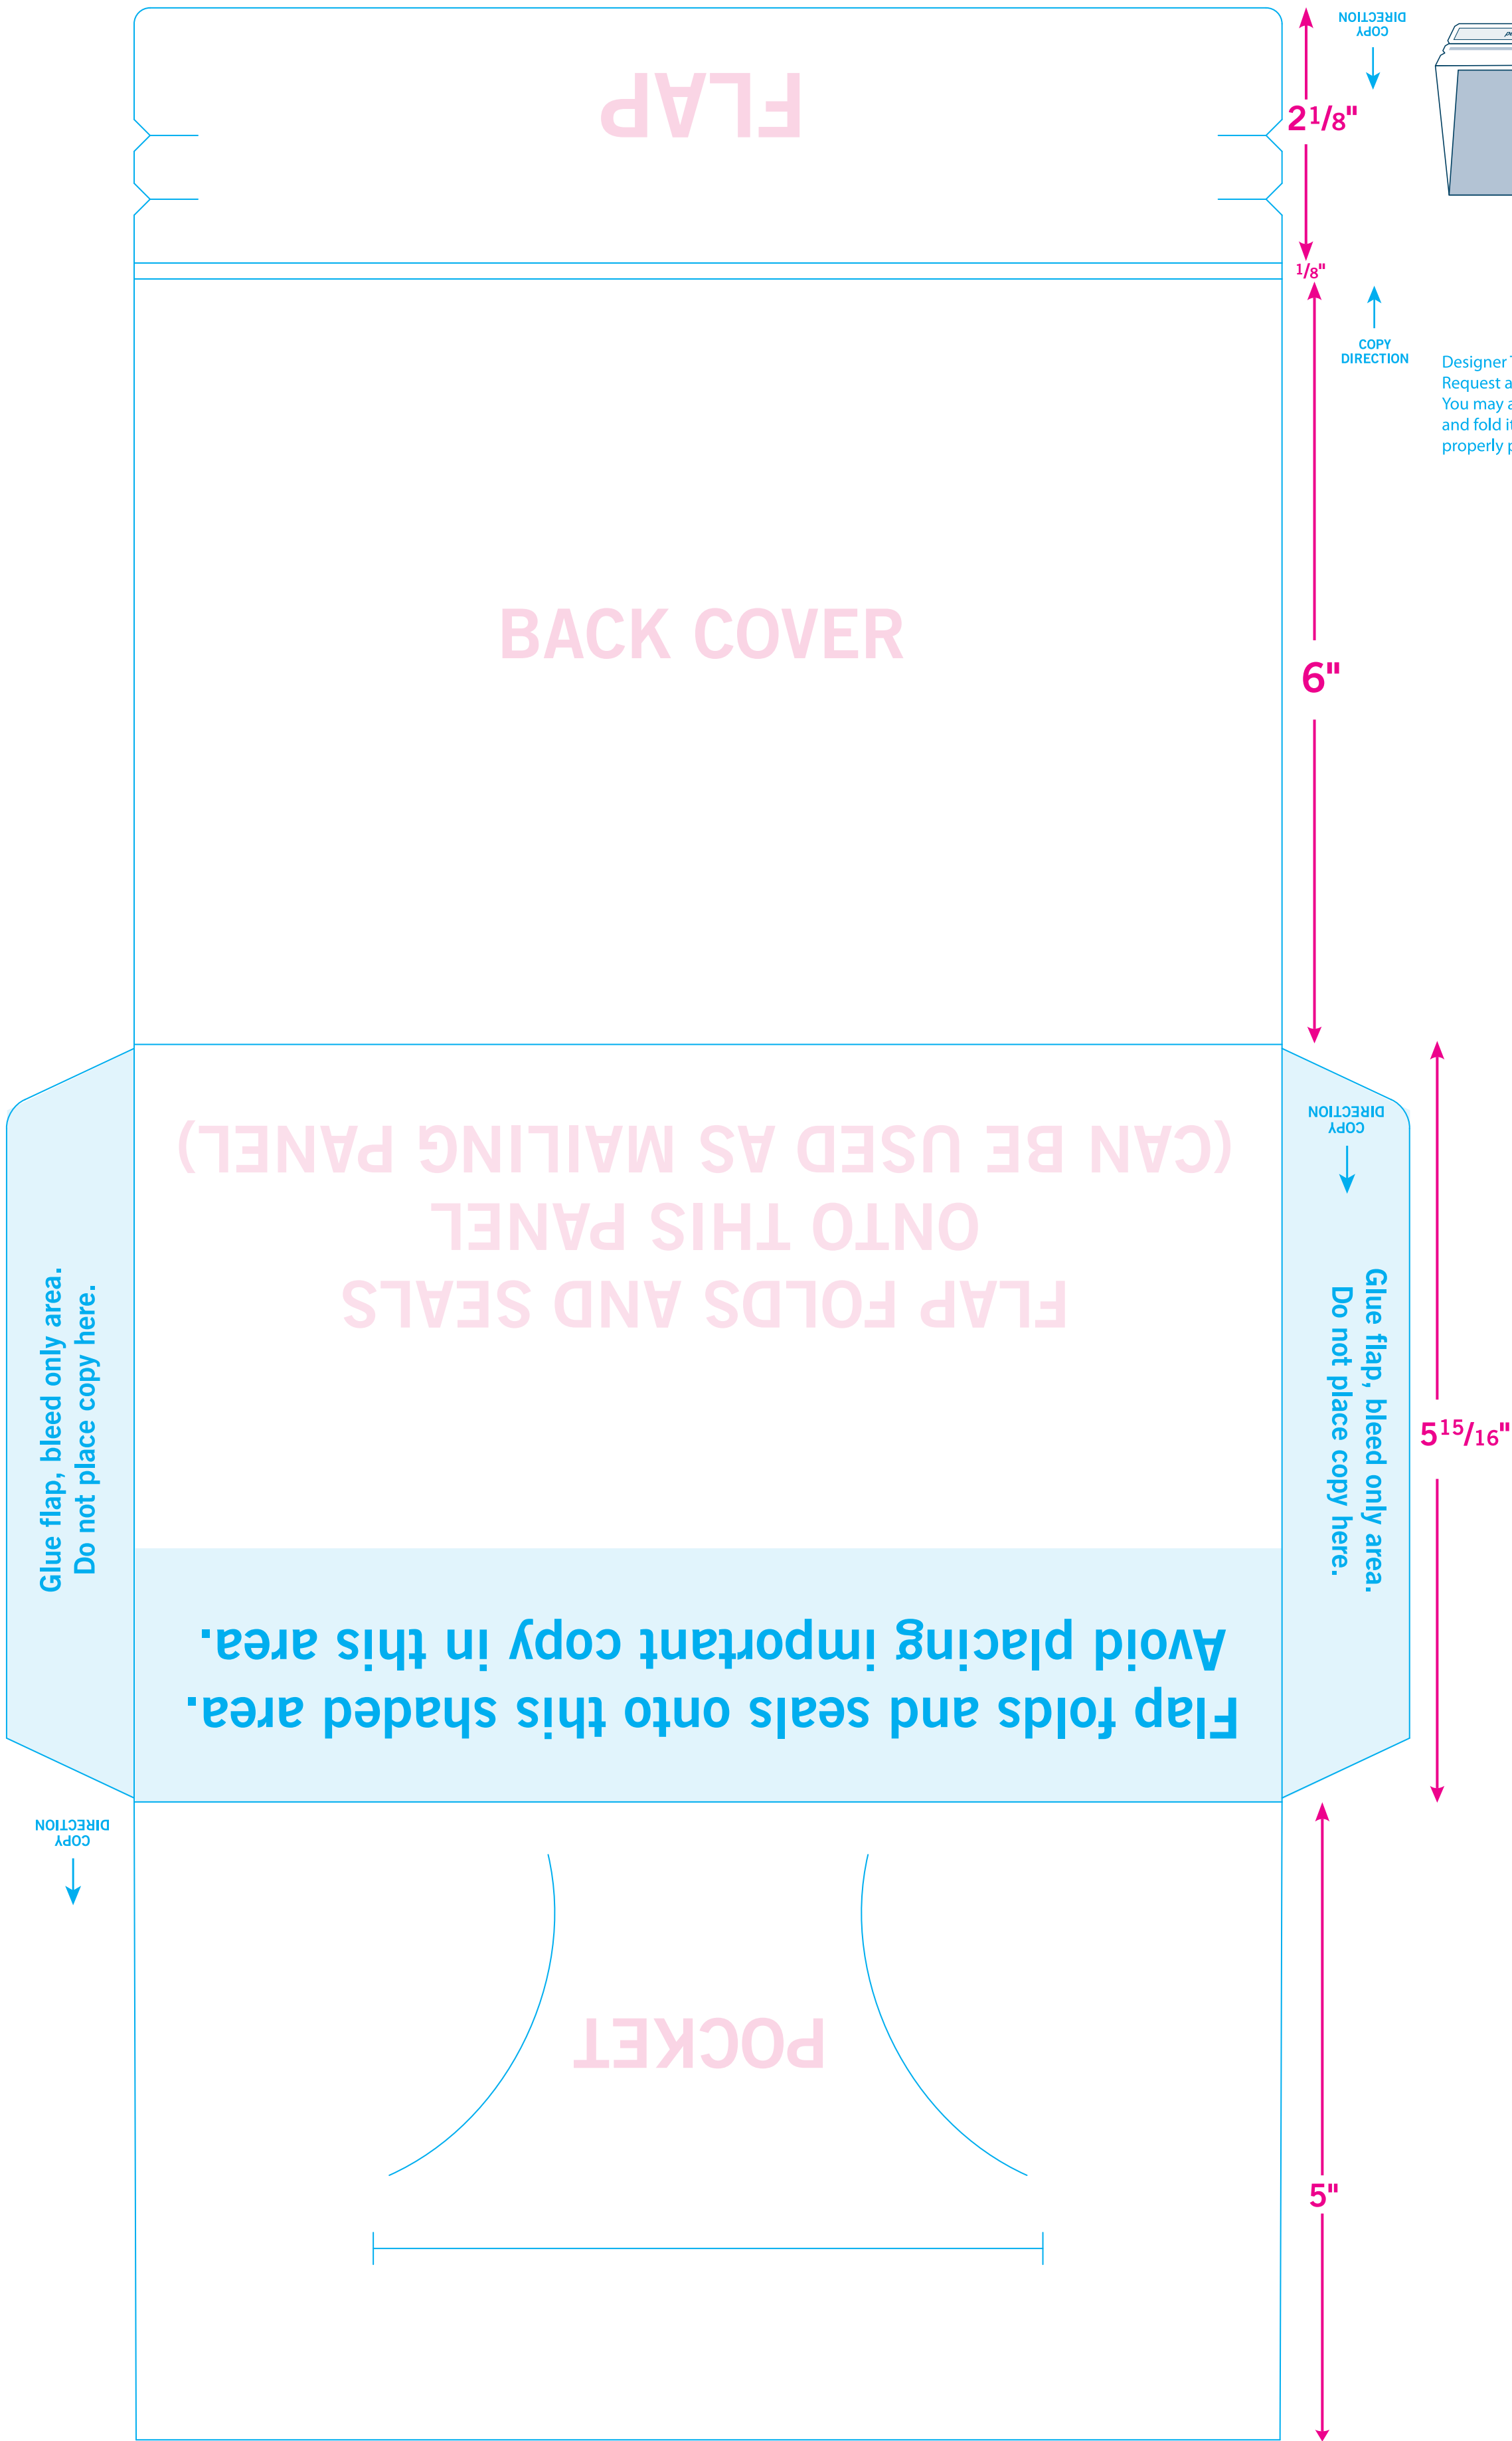 FLAP
COPY
DIRECTION
2 1/8"
1/8"
COPY
DIRECTION
Designer
Request a
You may a
and fold it
properly p
BACK COVER
6"
FLAP FOLDS AND SEALS
ONTO THIS PANEL
(CAN BE USED AS MAILING PANEL)
COPY
DIRECTION
Glue flap, bleed only area.
Do not place copy here.
Glue flap, bleed only area.
Do not place copy here.
5 15/16"
Flap folds and seals onto this shaded area.
Avoid placing important copy in this area.
COPY
DIRECTION
POCKET
5"